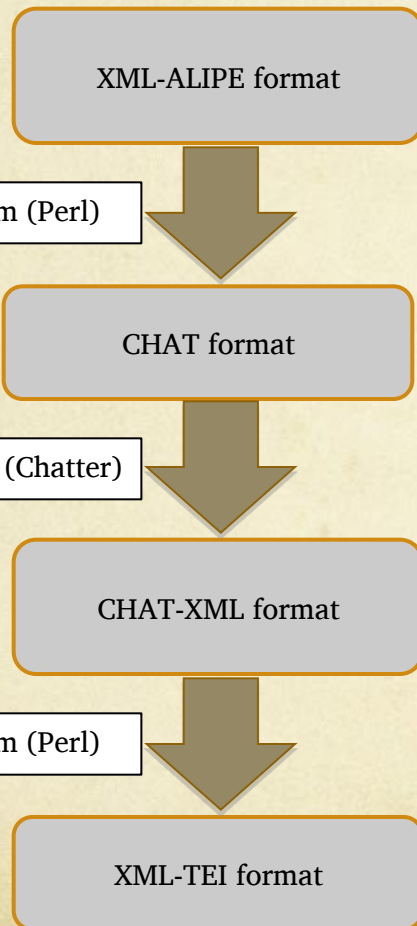 XML-ALIPE format
m (Perl)
CHAT format
(Chatter)
CHAT-XML format
m (Perl)
XML-TEI format